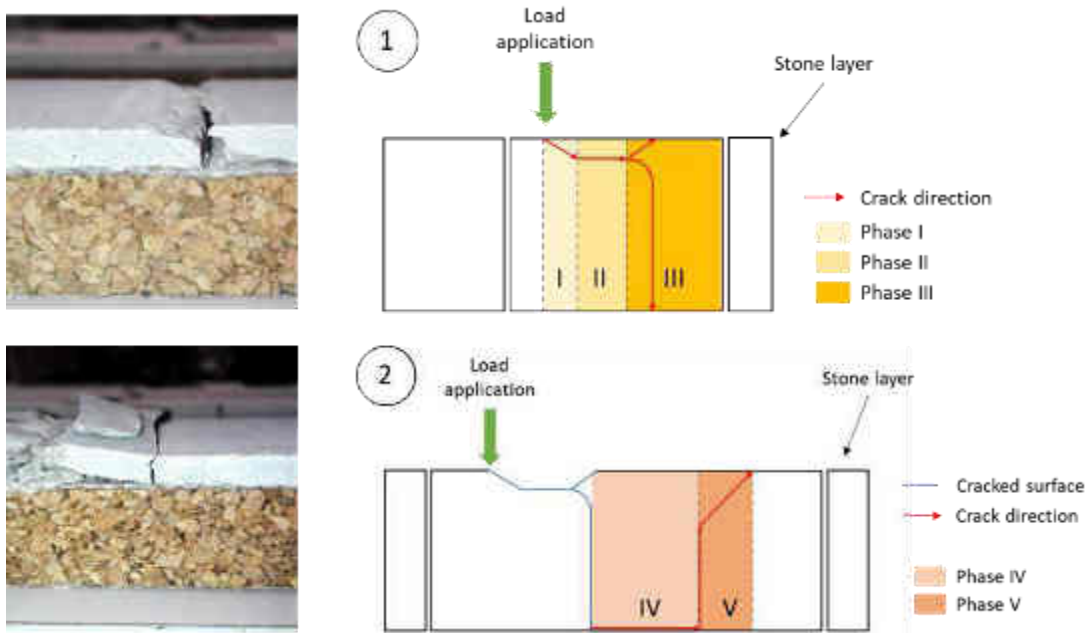 1
Load
application
Stone layer
Crack direction
Phase I
Phase II
Phase III
I
II
III
2
Load
application
Stone layer
Cracked surface
Crack direction
Phase IV
Phase V
IV
V